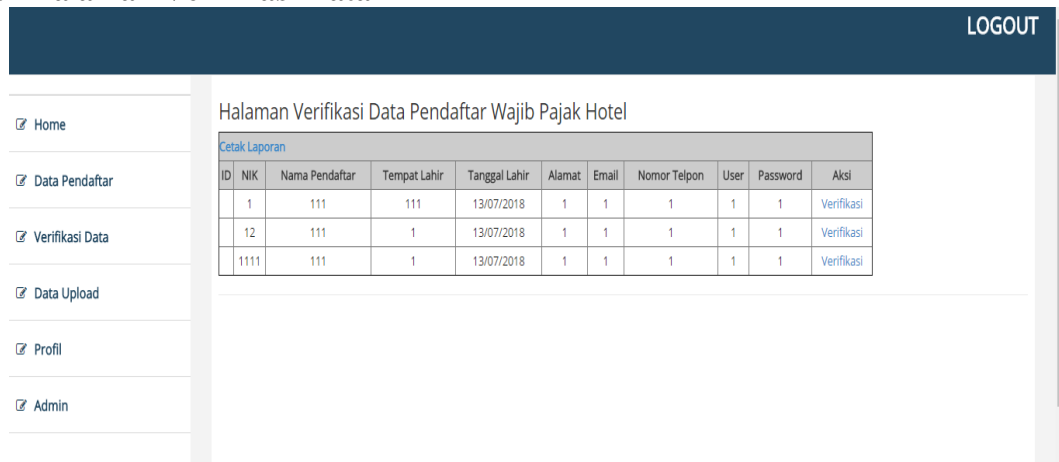 LOGOUT
Home
Data Pendaftar
Verifikasi Data
Data Upload
Profil
Admin
Halaman Verifikasi Data Pendaftar Wajib Pajak Hotel
Cetak Laporan
ID NIK Nama Pendaftar Tempat Lahir Tanggal Lahir Alamat Email Nomor Telpon User Password Aksi
1 111 111 13/07/2018 1 1 1 1 1 Verifikasi
12 111 1 13/07/2018 1 1 1 1 1 Verifikasi
1111 111 1 13/07/2018 1 1 1 1 1 Verifikasi